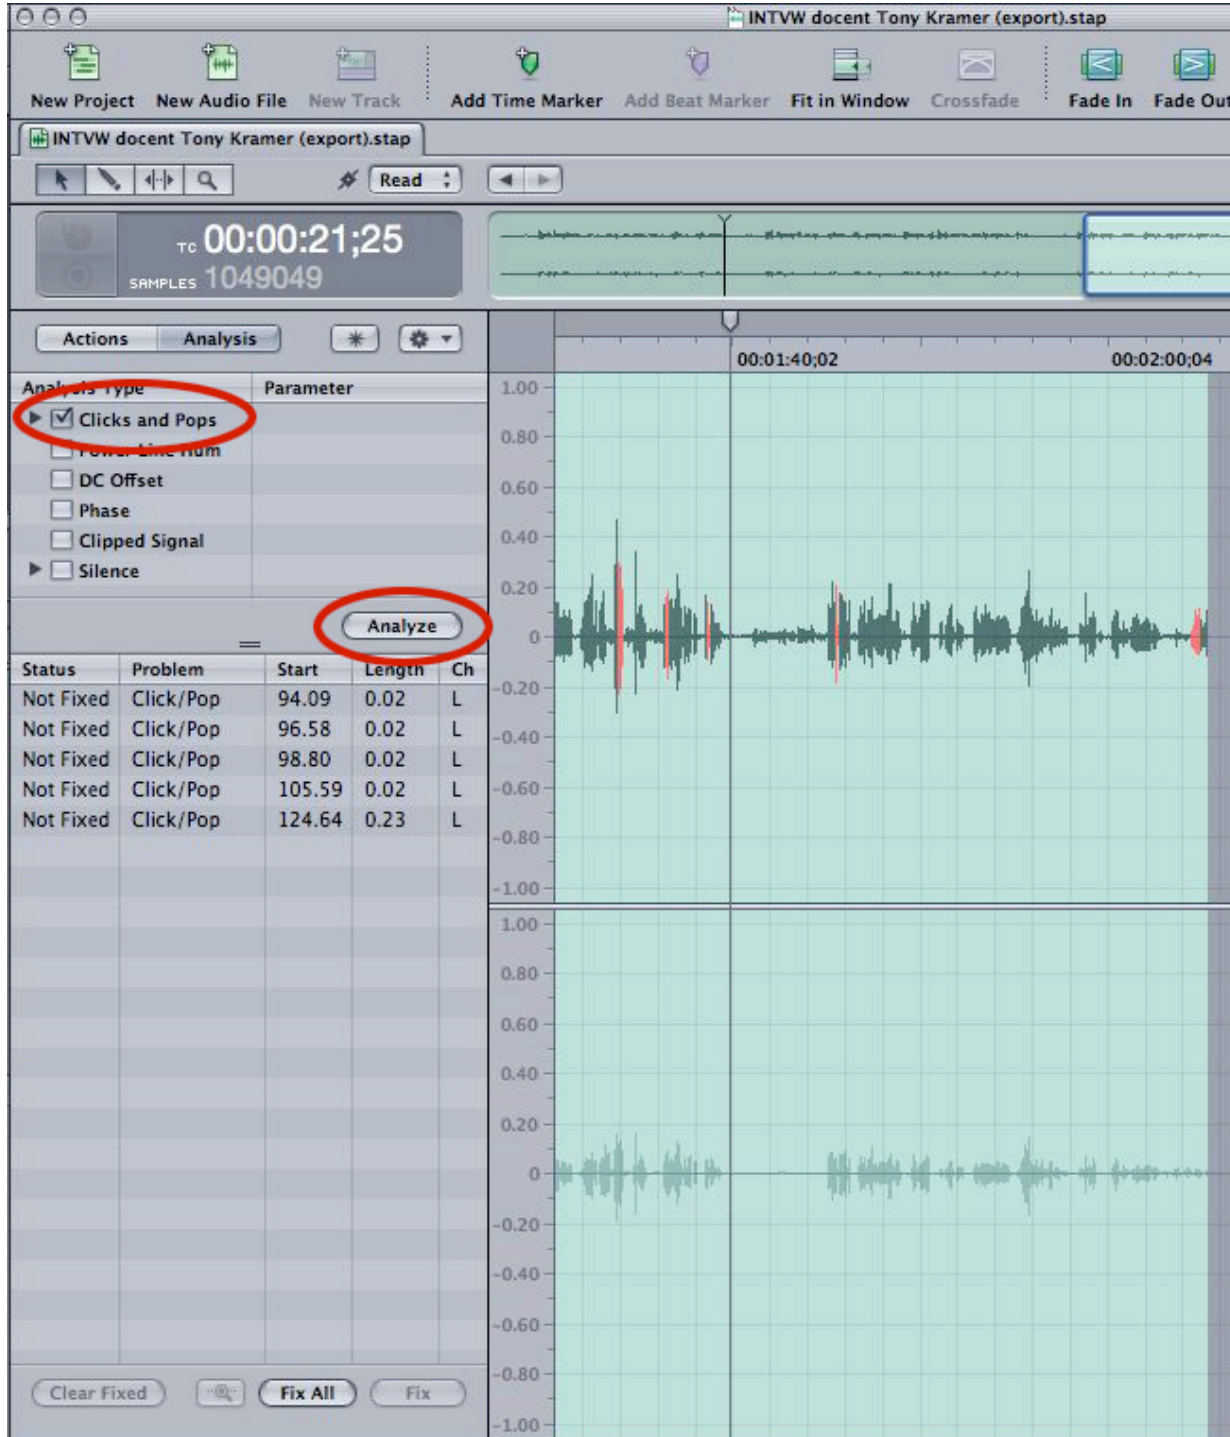 INTVW docent Tony Kramer (export).stap
New Project New Audio File New Track Add Time Marker Add Beat Marker Fit in Window Crossfade Fade In Fade Out
INTVW docent Tony Kramer (export).stap
Read
TC 00:00:21;25
SAMPLES 1049049
Actions Analysis
00:01:40;02 00:02:00;04
Analysis Type Parameter
Clicks and Pops
Power Line Hum
DC Offset
Phase
Clipped Signal
Silence
Analyze
Status Problem Start Length Ch
Not Fixed Click/Pop 94.09 0.02 L
Not Fixed Click/Pop 96.58 0.02 L
Not Fixed Click/Pop 98.80 0.02 L
Not Fixed Click/Pop 105.59 0.02 L
Not Fixed Click/Pop 124.64 0.23 L
Clear Fixed Fix All Fix
1.00
0.80
0.60
0.40
0.20
0
-0.20
-0.40
-0.60
-0.80
-1.00
1.00
0.80
0.60
0.40
0.20
0
-0.20
-0.40
-0.60
-0.80
-1.00